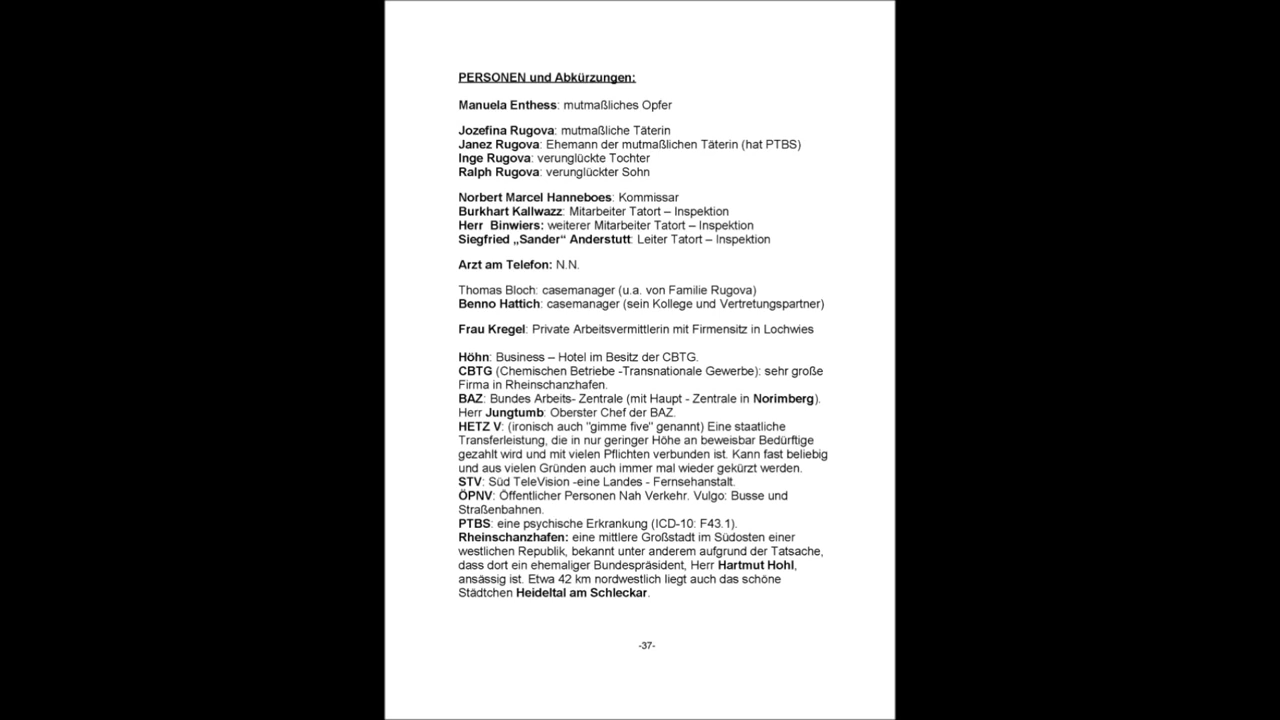 PERSONEN und Abkürzungen:
Manuela Enthess: mutmaßliches Opfer
Jozefina Rugova: mutmaßliche Täterin
Janez Rugova: Ehemann der mutmaßlichen Täterin (hat PTBS)
Inge Rugova: verunglückte Tochter
Ralph Rugova: verunglückter Sohn
Norbert Marcel Hanneboes: Kommissar
Burkhart Kallwazz: Mitarbeiter Tatort – Inspektion
Herr  Binwiers: weiterer Mitarbeiter Tatort – Inspektion
Siegfried „Sander“ Anderstutt: Leiter Tatort – Inspektion
Arzt am Telefon: N.N.
Thomas Bloch: casemanager (u.a. von Familie Rugova)
Benno Hattich: casemanager (sein Kollege und Vertretungspartner)
Frau Kregel: Private Arbeitsvermittlerin mit Firmensitz in Lochwies
Höhn: Business – Hotel im Besitz der CBTG.
CBTG (Chemischen Betriebe -Transnationale Gewerbe): sehr große
Firma in Rheinschanzhafen.
BAZ: Bundes Arbeits- Zentrale (mit Haupt - Zentrale in Norimberg).
Herr Jungtumb: Oberster Chef der BAZ.
HETZ V: (ironisch auch "gimme five" genannt) Eine staatliche
Transferleistung, die in nur geringer Höhe an beweisbar Bedürftige
gezahlt wird und mit vielen Pflichten verbunden ist. Kann fast beliebig
und aus vielen Gründen auch immer mal wieder gekürzt werden.
STV: Süd TeleVision -eine Landes - Fernsehanstalt.
ÖPNV: Öffentlicher Personen Nah Verkehr. Vulgo: Busse und
Straßenbahnen.
PTBS: eine psychische Erkrankung (ICD-10: F43.1).
Rheinschanzhafen: eine mittlere Großstadt im Südosten einer
westlichen Republik, bekannt unter anderem aufgrund der Tatsache,
dass dort ein ehemaliger Bundespräsident, Herr Hartmut Hohl,
ansässig ist. Etwa 42 km nordwestlich liegt auch das schöne
Städtchen Heideltal am Schleckar.
-37-